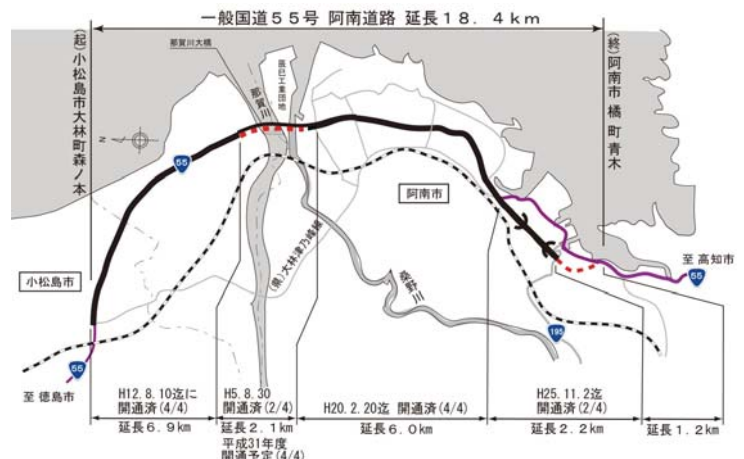 一般国道55号 阿南道路 延長18.4km
(起)小松島市大林町森ノ本
那賀川大橋
那賀川
辰巳工業団地
(終)阿南市橘町青木
N
55
阿南市
小松島市
(県)大林津乃峰線
桑野川
至 高知市
55
195
55
至 徳島市
H12.8.10迄に
開通済(4/4)
延長6.9km
H5.8.30
開通済(2/4)
延長2.1km
平成31年度
開通予定(4/4)
H20.2.20迄 開通済(4/4)
延長6.0km
H25.11.2迄
開通済(2/4)
延長2.2km
延長1.2km